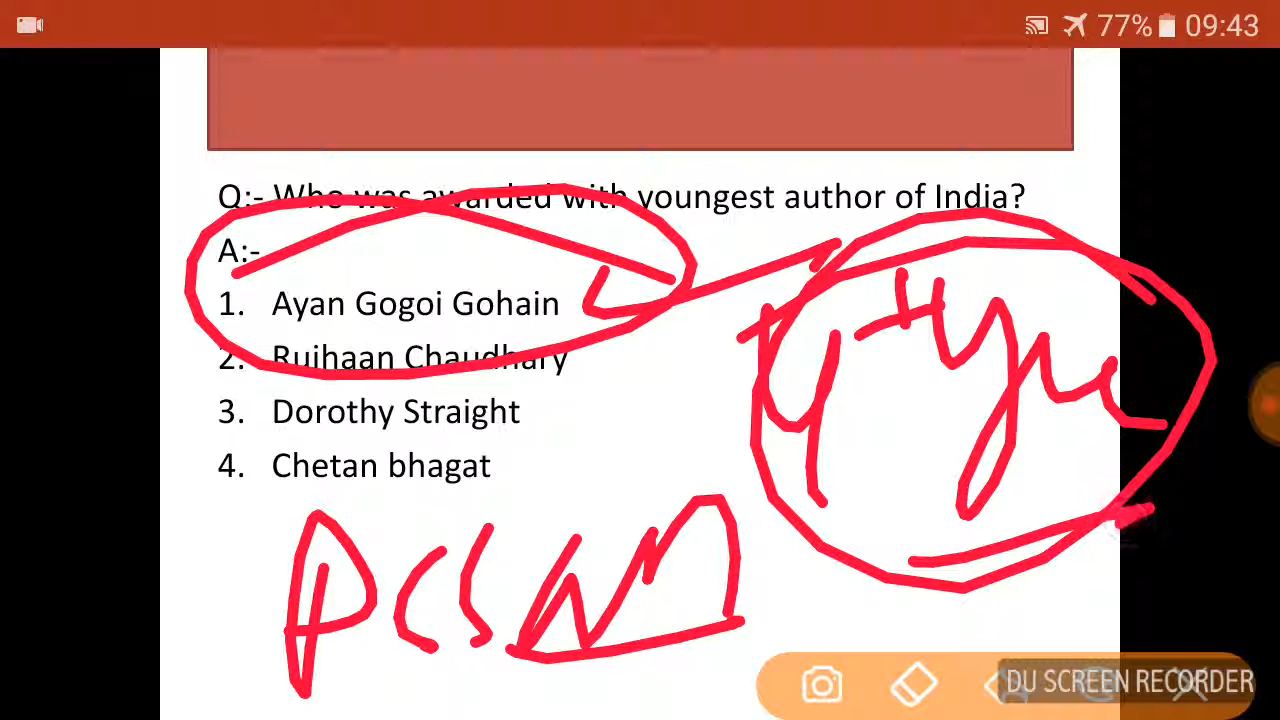 77% 09:43
Q:- Who was awarded with youngest author of India?
A:-
1. Ayan Gogoi Gohain
2. Ruihaan Chaudhary
3. Dorothy Straight
4. Chetan bhagat
DU SCREEN RECORDER